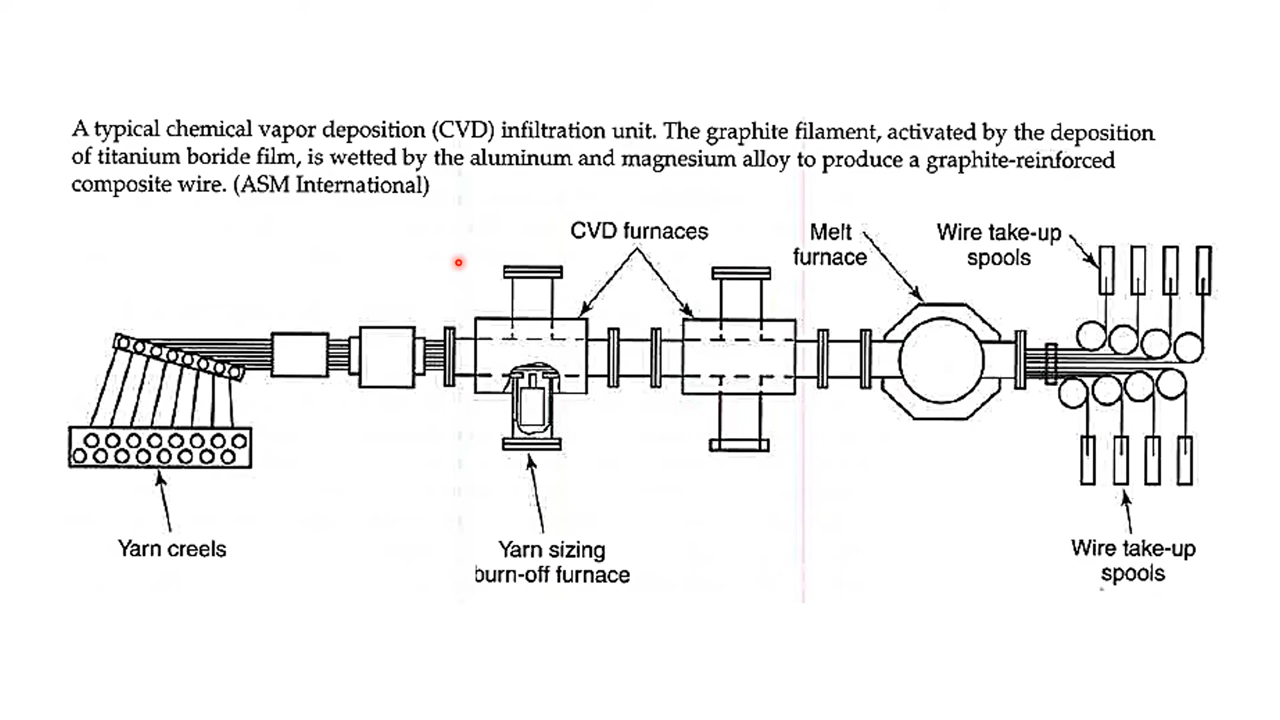 A typical chemical vapor deposition (CVD) infiltration unit. The graphite filament, activated by the deposition
of titanium boride film, is wetted by the aluminum and magnesium alloy to produce a graphite-reinforced
composite wire. (ASM International)
CVD furnaces
Melt
furnace
Wire take-up
spools
Yarn creels
Yarn sizing
burn-off furnace
Wire take-up
spools